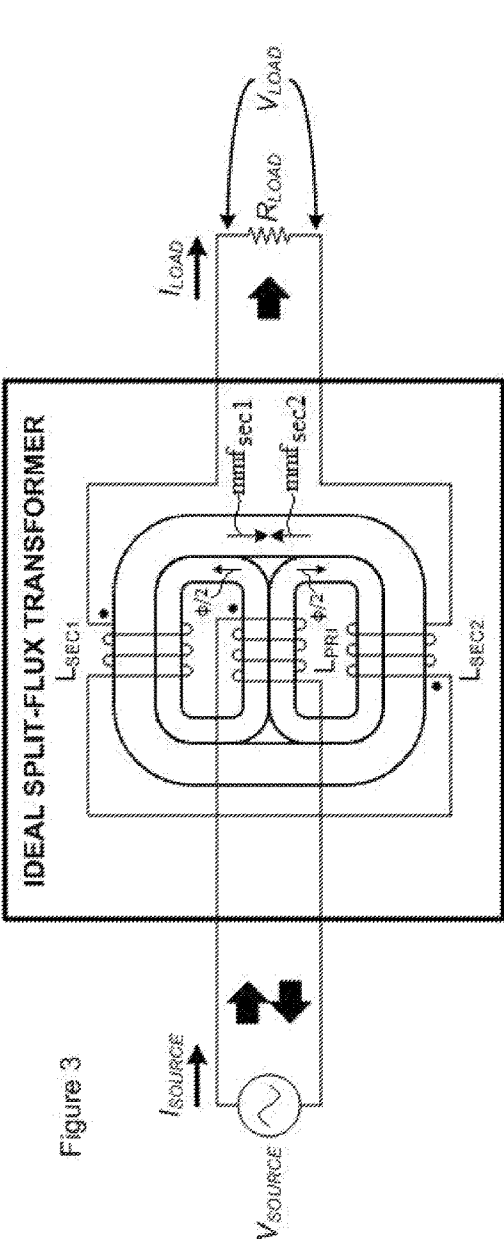 Figure 3
IDEAL SPLIT-FLUX TRANSFORMER
V_SOURCE
I_SOURCE
L_SEC1
Φ/2
Φ/2
L_PRI
L_SEC2
mmf_sec1
mmf_sec2
I_LOAD
R_LOAD
V_LOAD